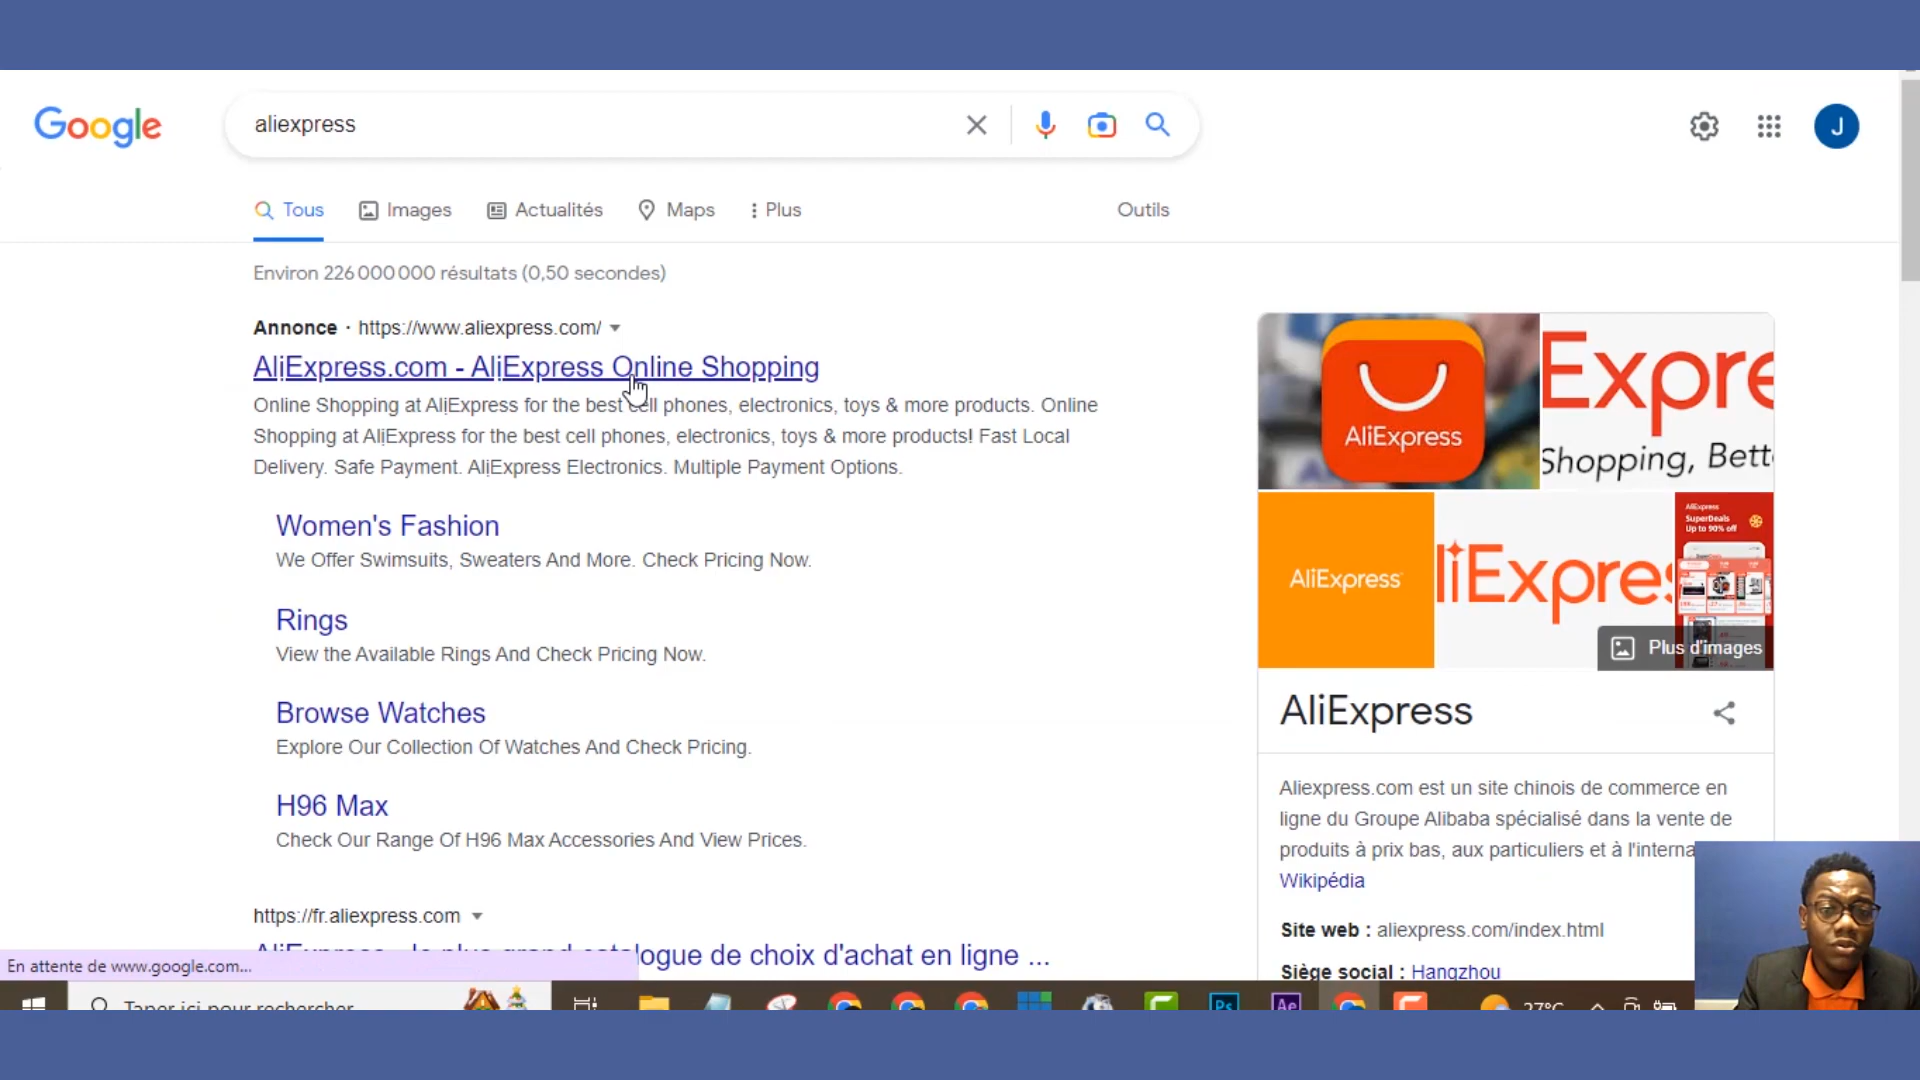 Google
aliexpress
J
Tous
Images
Actualités
Maps
Plus
Outils
Environ 226 000 000 résultats (0,50 secondes)
Annonce · https://www.aliexpress.com/
AliExpress.com - AliExpress Online Shopping
Online Shopping at AliExpress for the best cell phones, electronics, toys & more products. Online
Shopping at AliExpress for the best cell phones, electronics, toys & more products! Fast Local
Delivery. Safe Payment. AliExpress Electronics. Multiple Payment Options.
Women's Fashion
We Offer Swimsuits, Sweaters And More. Check Pricing Now.
Rings
View the Available Rings And Check Pricing Now.
Browse Watches
Explore Our Collection Of Watches And Check Pricing.
H96 Max
Check Our Range Of H96 Max Accessories And View Prices.
https://fr.aliexpress.com
AliExpress - le plus grand catalogue de choix d'achat en ligne ...
En attente de www.google.com...
AliExpress
Expre
Shopping, Bett
AliExpress
liExpres
AliExpress
SuperDeals
Up to 90% off
Plus d'images
AliExpress
Aliexpress.com est un site chinois de commerce en
ligne du Groupe Alibaba spécialisé dans la vente de
produits à prix bas, aux particuliers et à l'interna
Wikipédia
Site web : aliexpress.com/index.html
Siège social : Hangzhou
Taper ici pour rechercher
Ps
Ae
27°C